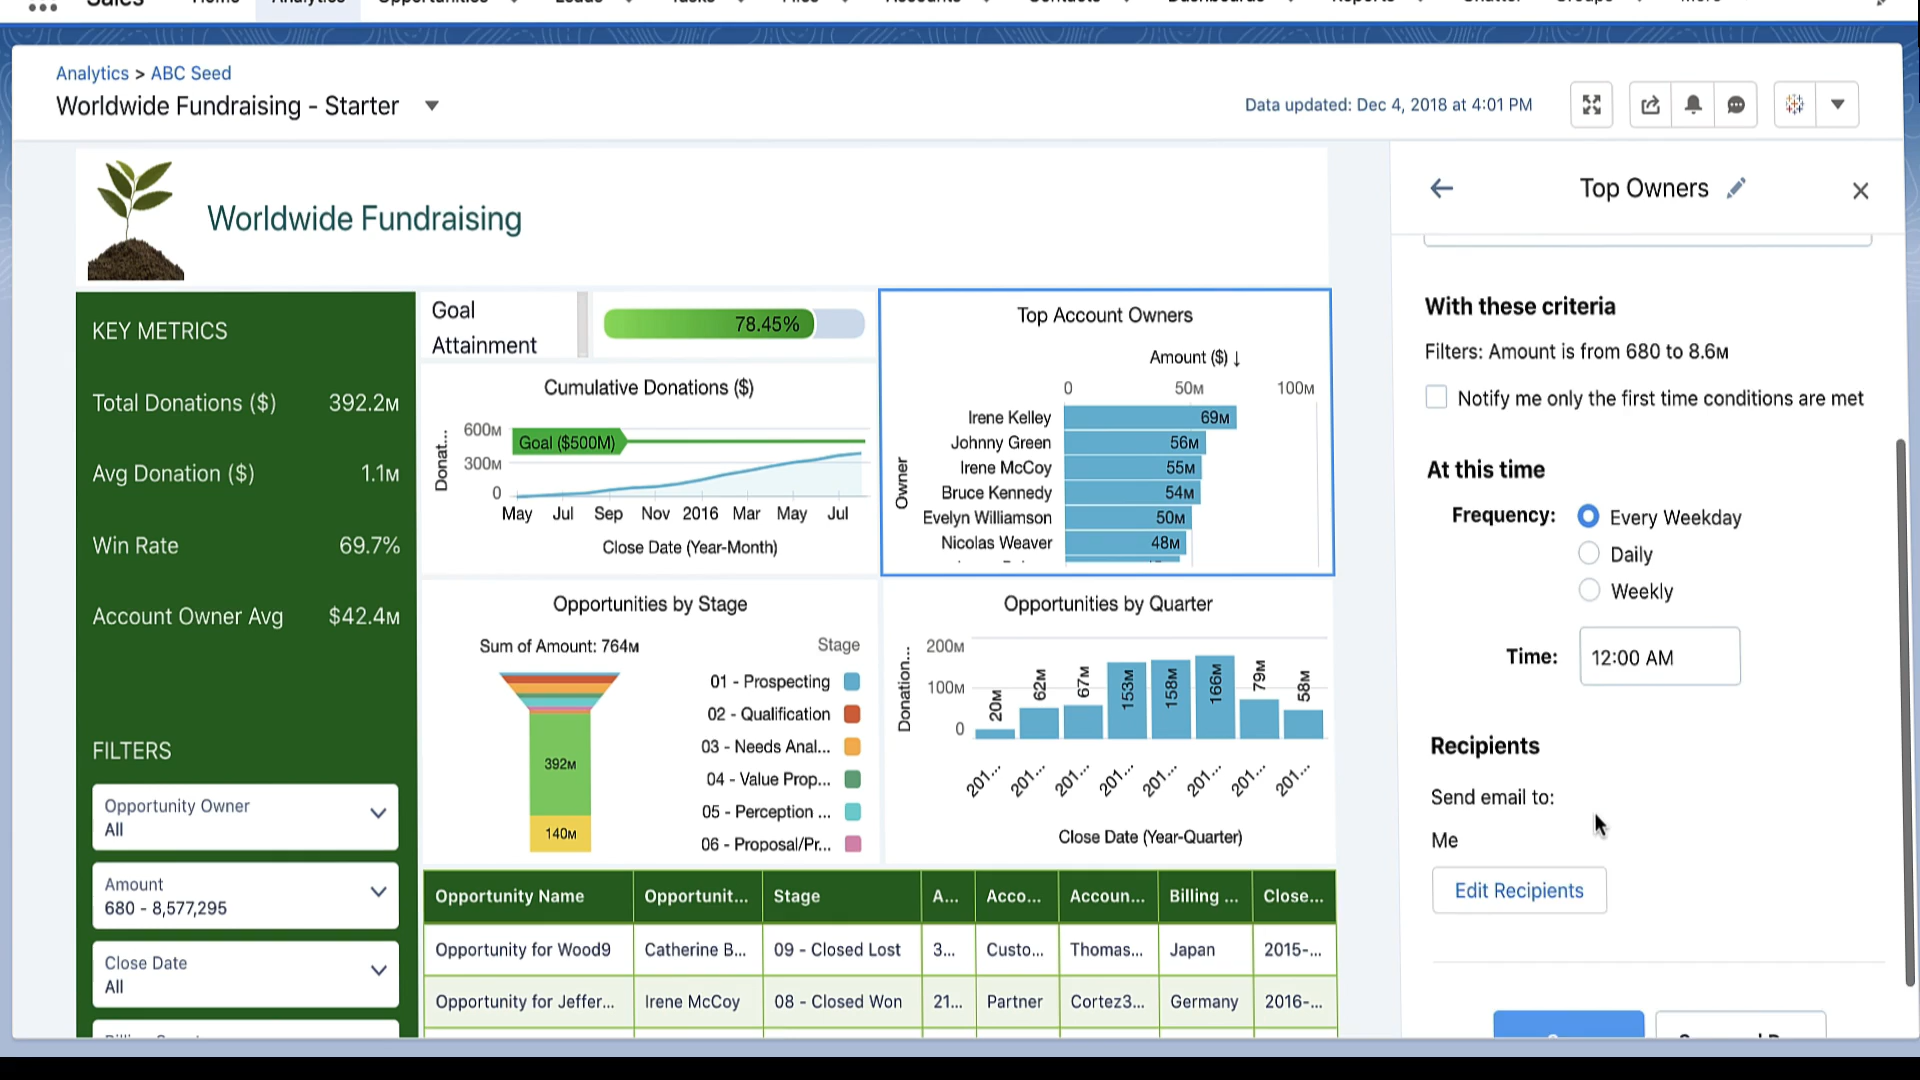 Analytics > ABC Seed
Worldwide Fundraising - Starter
Data updated: Dec 4, 2018 at 4:01 PM
Worldwide Fundraising
KEY METRICS
Total Donations ($) 392.2M
Avg Donation ($) 1.1M
Win Rate 69.7%
Account Owner Avg $42.4M
FILTERS
Opportunity Owner
All
Amount
680 - 8,577,295
Close Date
All
Goal
Attainment
78.45%
Cumulative Donations ($)
Donat...
600M
300M
0
Goal ($500M)
May Jul Sep Nov 2016 Mar May Jul
Close Date (Year-Month)
Top Account Owners
Amount ($) ↓
0 50M 100M
Owner
Irene Kelley 69M
Johnny Green 56M
Irene McCoy 55M
Bruce Kennedy 54M
Evelyn Williamson 50M
Nicolas Weaver 48M
Opportunities by Stage
Sum of Amount: 764M
Stage
01 - Prospecting
02 - Qualification
03 - Needs Anal...
04 - Value Prop...
05 - Perception ...
06 - Proposal/Pr...
392M
140M
Opportunities by Quarter
Donation...
200M
100M
0
20M 62M 67M 153M 158M 166M 79M 58M
201... 201... 201... 201... 201... 201... 201... 201...
Close Date (Year-Quarter)
Opportunity Name Opportunit... Stage A... Acco... Accoun... Billing ... Close...
Opportunity for Wood9 Catherine B... 09 - Closed Lost 3... Custo... Thomas... Japan 2015-...
Opportunity for Jeffer... Irene McCoy 08 - Closed Won 21... Partner Cortez3... Germany 2016-...
Top Owners
With these criteria
Filters: Amount is from 680 to 8.6M
Notify me only the first time conditions are met
At this time
Frequency: Every Weekday
Daily
Weekly
Time: 12:00 AM
Recipients
Send email to:
Me
Edit Recipients